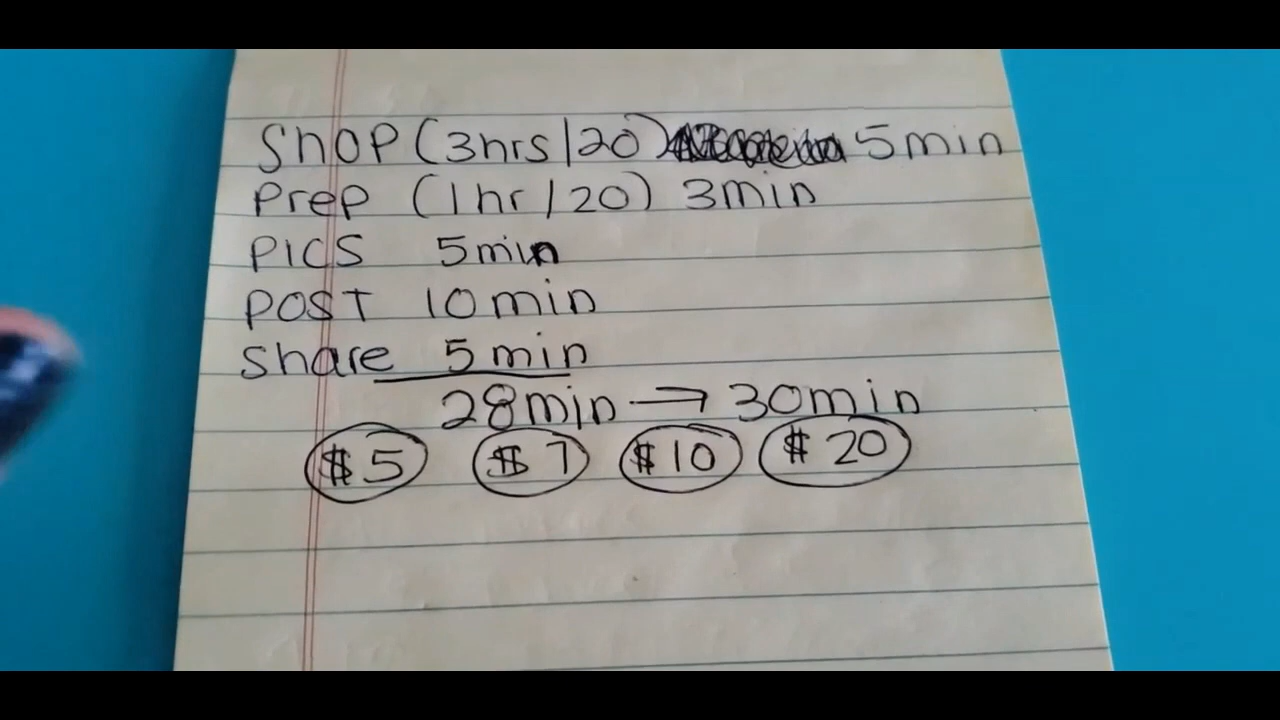 Shop (3hrs/20) 5min
Prep (1hr/20) 3min
PICS 5min
POST 10min
Share 5min
28min → 30min
$5 $7 $10 $20